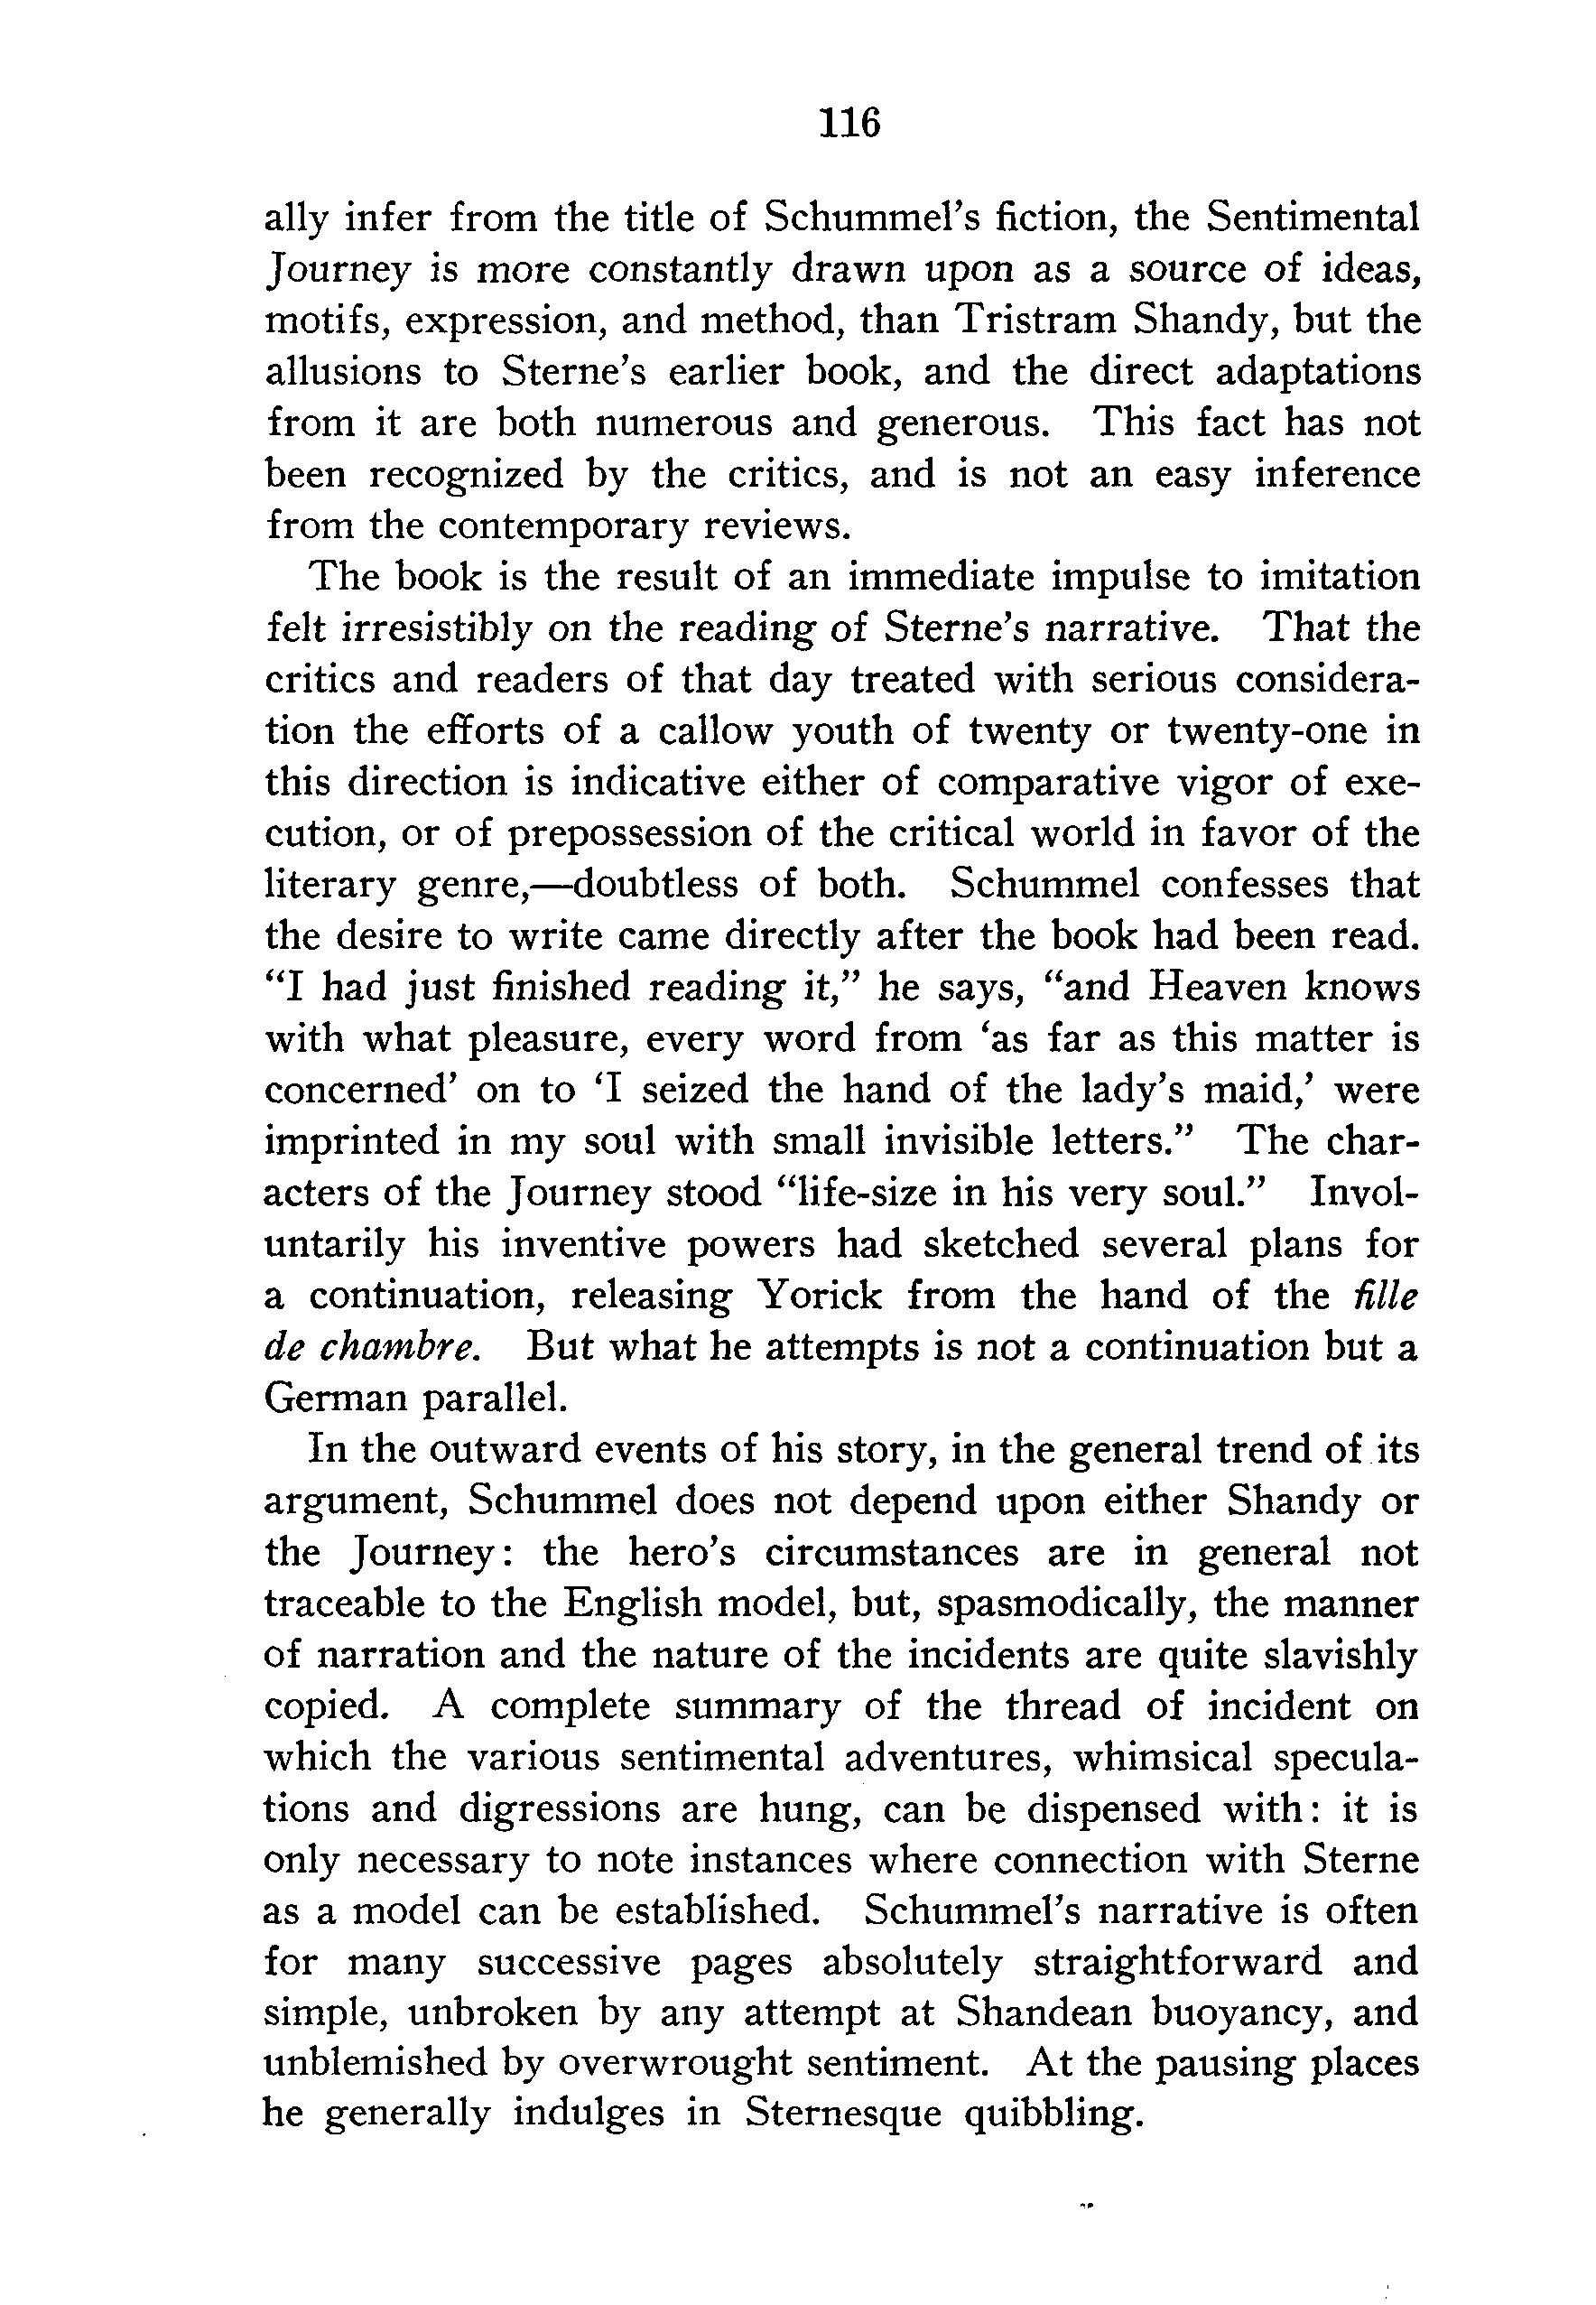 116
ally infer from the title of Schummel’s fiction, the Sentimental
Journey is more constantly drawn upon as a source of ideas,
motifs, expression, and method, than Tristram Shandy, but the
allusions to Sterne’s earlier book, and the direct adaptations
from it are both numerous and generous. This fact has not
been recognized by the critics, and is not an easy inference
from the contemporary reviews.
The book is the result of an immediate impulse to imitation
felt irresistibly on the reading of Sterne’s narrative. That the
critics and readers of that day treated with serious considera-
tion the efforts of a callow youth of twenty or twenty-one in
this direction is indicative either of comparative vigor of exe-
cution, or of prepossession of the critical world in favor of the
literary genre,—doubtless of both. Schummel confesses that
the desire to write came directly after the book had been read.
“I had just finished reading it,” he says, “and Heaven knows
with what pleasure, every word from ‘as far as this matter is
concerned’ on to ‘I seized the hand of the lady’s maid,’ were
imprinted in my soul with small invisible letters.” The char-
acters of the Journey stood “life-size in his very soul.” Invol-
untarily his inventive powers had sketched several plans for
a continuation, releasing Yorick from the hand of the fille
de chambre. But what he attempts is not a continuation but a
German parallel.
In the outward events of his story, in the general trend of its
argument, Schummel does not depend upon either Shandy or
the Journey: the hero’s circumstances are in general not
traceable to the English model, but, spasmodically, the manner
of narration and the nature of the incidents are quite slavishly
copied. A complete summary of the thread of incident on
which the various sentimental adventures, whimsical specula-
tions and digressions are hung, can be dispensed with: it is
only necessary to note instances where connection with Sterne
as a model can be established. Schummel’s narrative is often
for many successive pages absolutely straightforward and
simple, unbroken by any attempt at Shandean buoyancy, and
unblemished by overwrought sentiment. At the pausing places
he generally indulges in Sternesque quibbling.